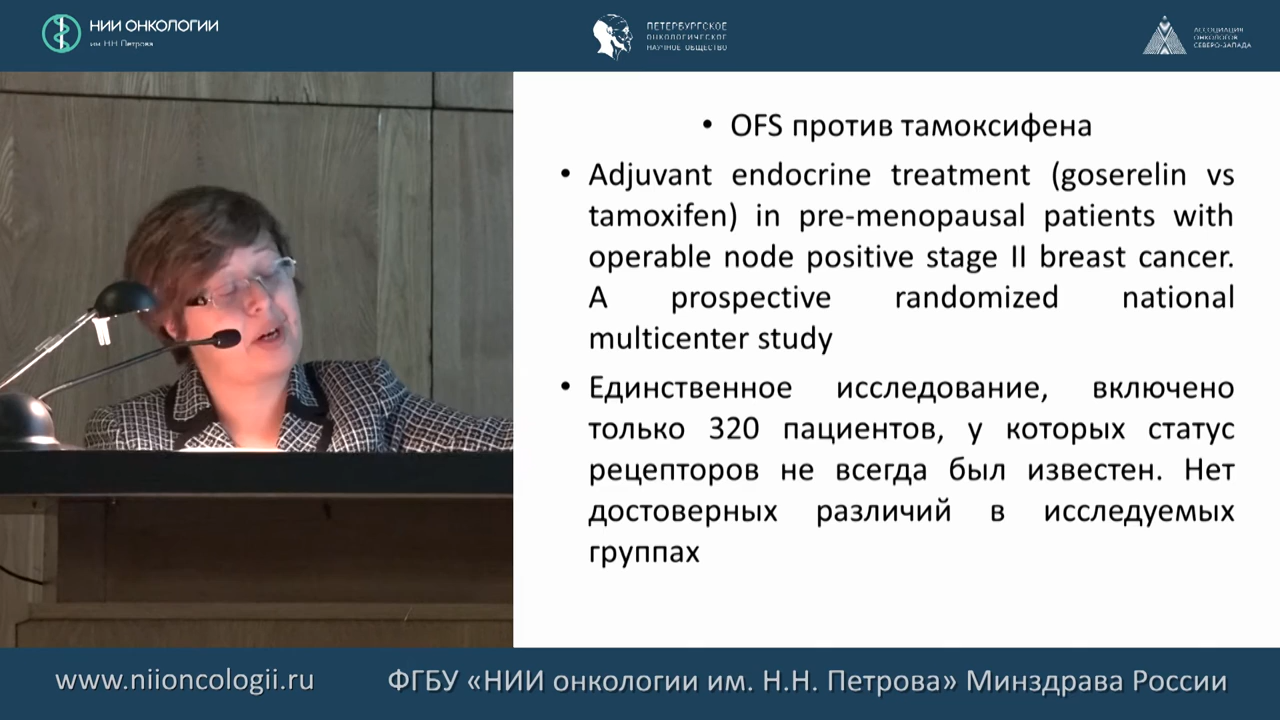 НИИ ОНКОЛОГИИ
им. Н.Н. Петрова
ПЕТЕРБУРГСКОЕ
ОНКОЛОГИЧЕСКОЕ
НАУЧНОЕ ОБЩЕСТВО
АССОЦИАЦИЯ
ОНКОЛОГОВ
СЕВЕРО-ЗАПАДА
• OFS против тамоксифена
• Adjuvant endocrine treatment (goserelin vs
tamoxifen) in pre-menopausal patients with
operable node positive stage II breast cancer.
A prospective randomized national
multicenter study
• Единственное исследование, включено
только 320 пациентов, у которых статус
рецепторов не всегда был известен. Нет
достоверных различий в исследуемых
группах
www.niioncologii.ru
ФГБУ «НИИ онкологии им. Н.Н. Петрова» Минздрава России